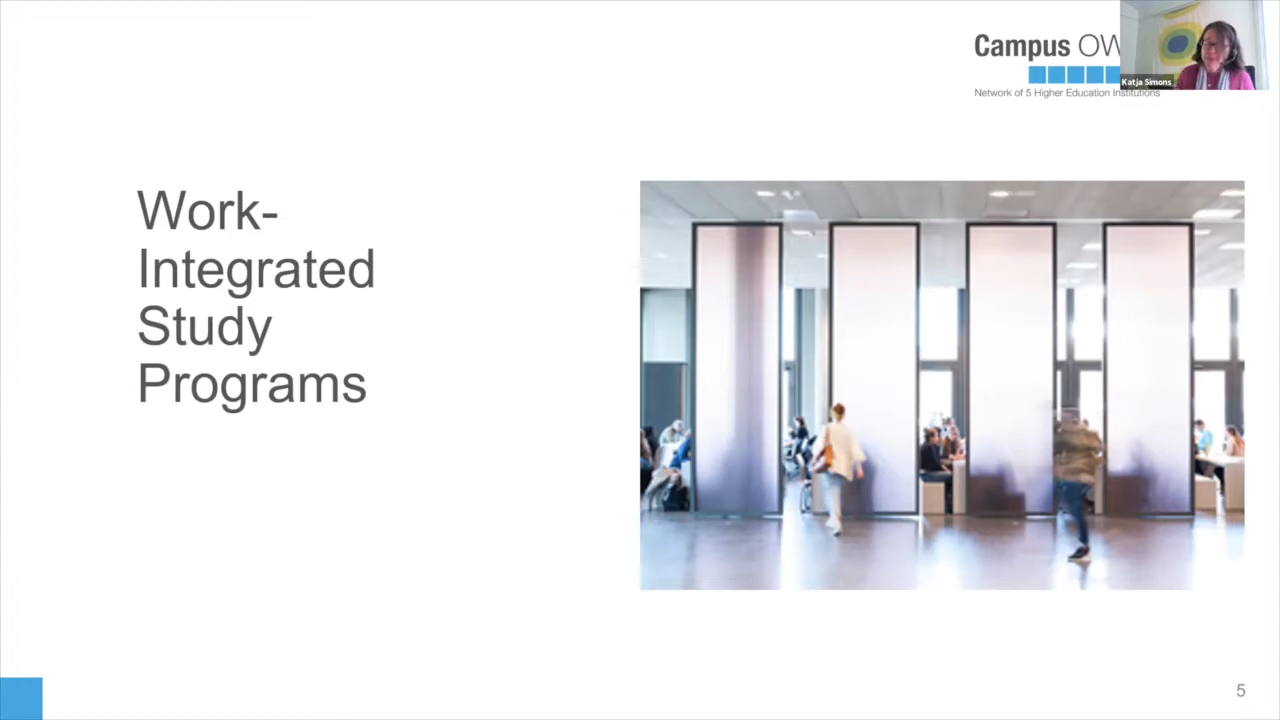 Campus OW
Katja Simons
Network of 5 Higher Education Institutions
Work-
Integrated
Study
Programs
5